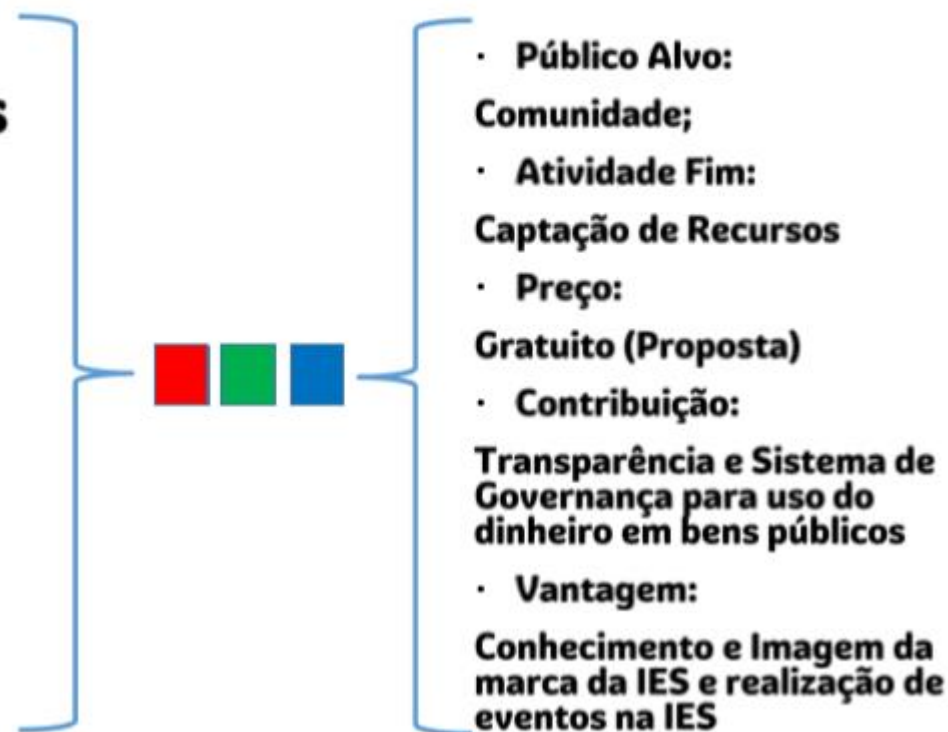 s
· Público Alvo:
Comunidade;
· Atividade Fim:
Captação de Recursos
· Preço:
Gratuito (Proposta)
· Contribuição:
Transparência e Sistema de
Governança para uso do
dinheiro em bens públicos
· Vantagem:
Conhecimento e Imagem da
marca da IES e realização de
eventos na IES